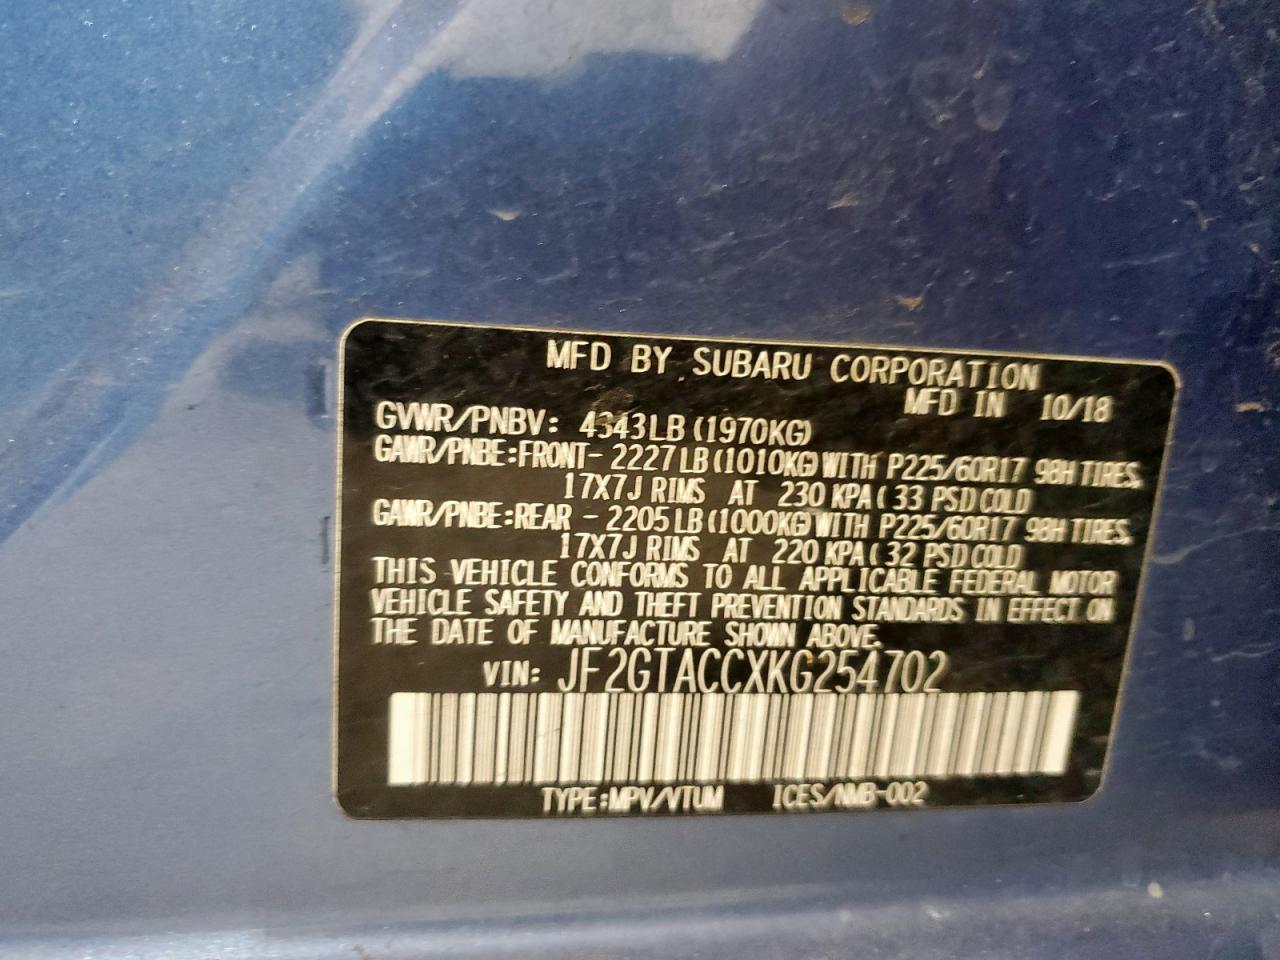 MFD BY SUBARU CORPORATION
MFD IN 10/18
GVWR/PNBV: 4343LB (1970KG)
GAWR/PNBE:FRONT- 2227LB(1010KG)WITH P225/60R17 98H TIRES,
17X7J RIMS AT 230 KPA( 33 PSI)COLD
GAWR/PNBE:REAR - 2205LB(1000KG)WITH P225/60R17 98H TIRES,
17X7J RIMS AT 220 KPA( 32 PSI)COLD
THIS VEHICLE CONFORMS TO ALL APPLICABLE FEDERAL MOTOR
VEHICLE SAFETY AND THEFT PREVENTION STANDARDS IN EFFECT ON
THE DATE OF MANUFACTURE SHOWN ABOVE.
VIN: JF2GTACCXKG254702
TYPE:MPV/VTUM ICES/NMB-002